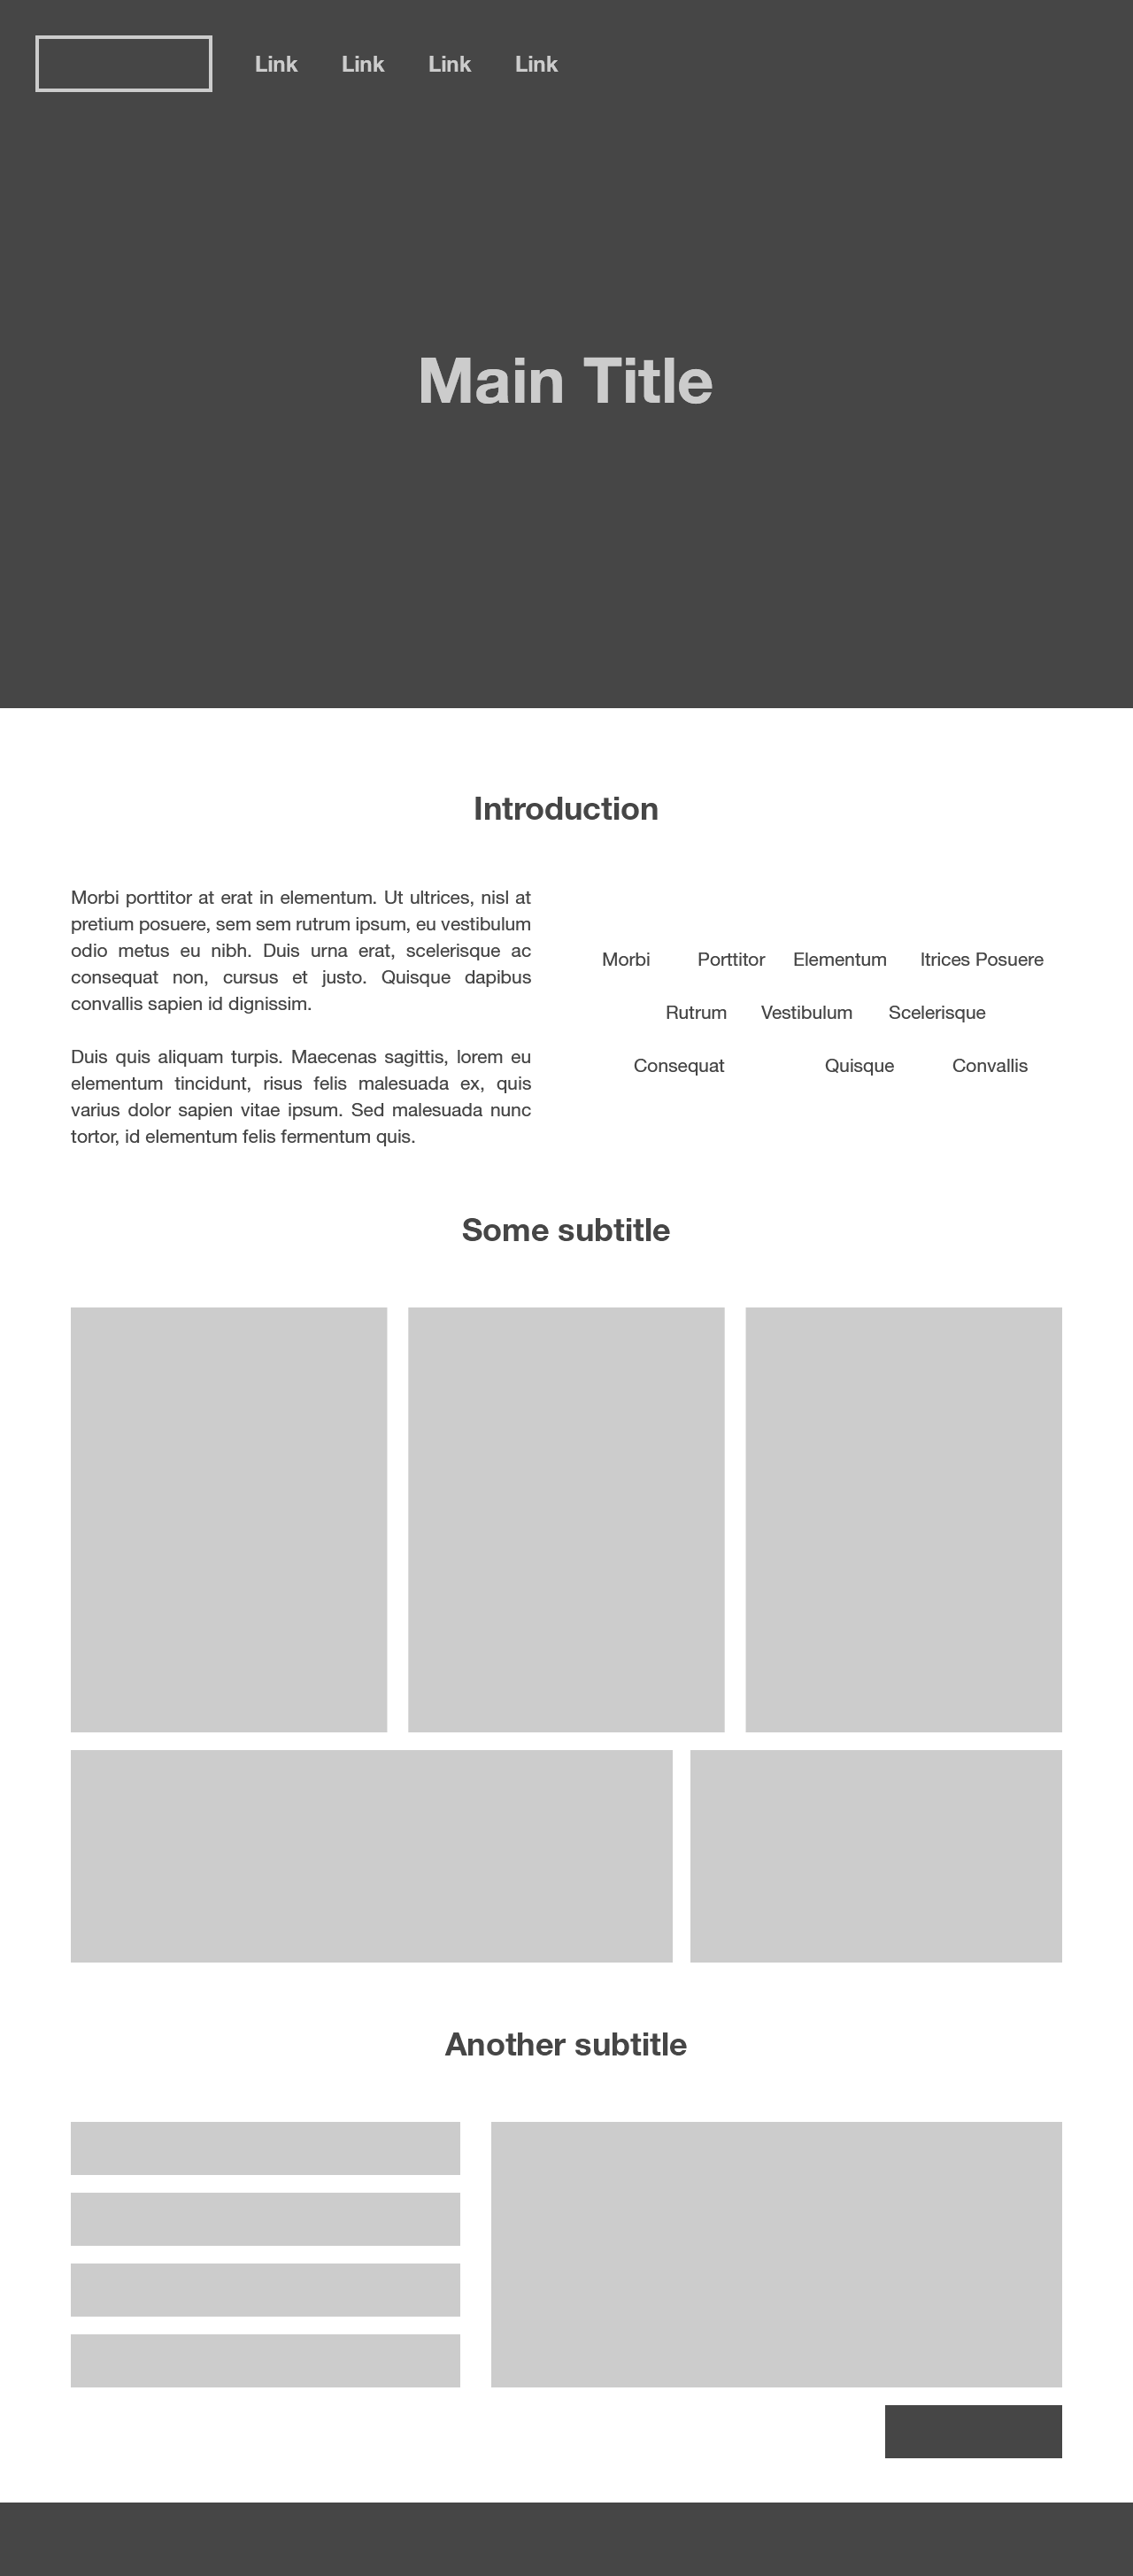 Link Link Link Link
Main Title
Introduction
Morbi porttitor at erat in elementum. Ut ultrices, nisl at
pretium posuere, sem sem rutrum ipsum, eu vestibulum
odio metus eu nibh. Duis urna erat, scelerisque ac
consequat non, cursus et justo. Quisque dapibus
convallis sapien id dignissim.
Duis quis aliquam turpis. Maecenas sagittis, lorem eu
elementum tincidunt, risus felis malesuada ex, quis
varius dolor sapien vitae ipsum. Sed malesuada nunc
tortor, id elementum felis fermentum quis.
Morbi Porttitor Elementum ltrices Posuere
Rutrum Vestibulum Scelerisque
Consequat Quisque Convallis
Some subtitle
Another subtitle